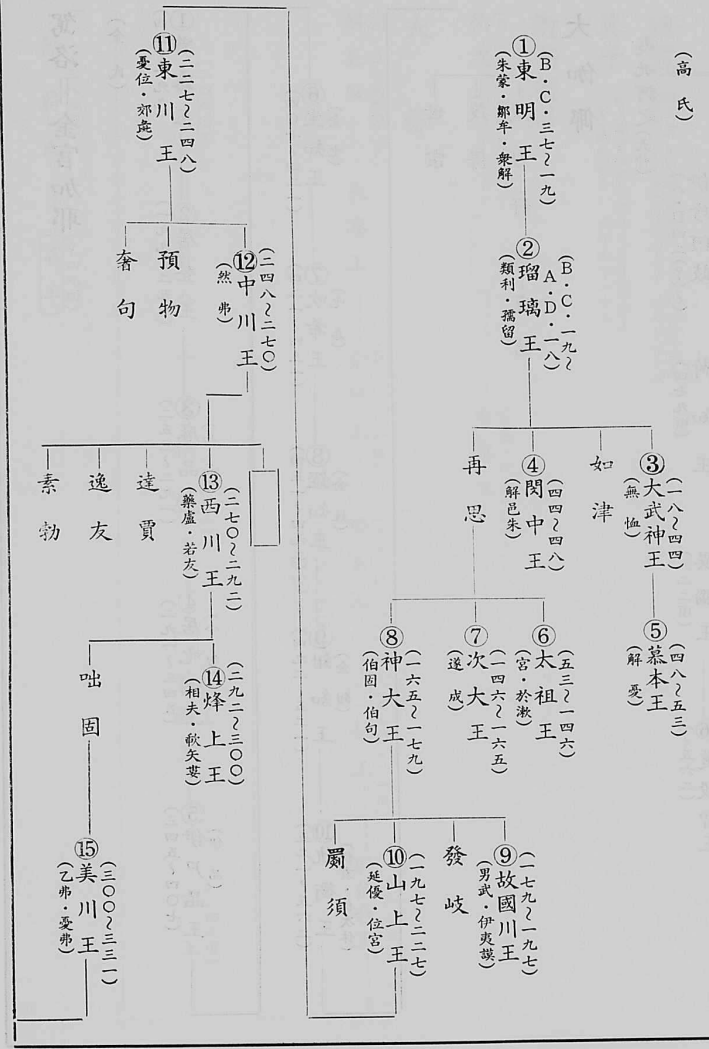 （高氏）
①東明王
（B・C・三七～一九）
（朱蒙・鄒牟・衆解）
②瑠璃王
（B・C・一九～
A・D・一八）
（類利・孺留）
③大武神王
（一八～四四）
（無恤）
如津
④閔中王
（四四～四八）
（解邑朱）
再思
⑤慕本王
（四八～五三）
（解憂）
⑥太祖王
（五三～一四六）
（宮・於漱）
⑦次大王
（一四六～一六五）
（遂成）
⑧神大王
（一六五～一七九）
（伯固・伯句）
⑨故國川王
（一七九～一九七）
（男武・伊夷謨）
發岐
⑩山上王
（一九七～二二七）
（延優・位宮）
罽須
⑪東川王
（二二七～二四八）
（憂位・郊彘）
⑫中川王
（二四八～二七〇）
（然弗）
預物
奢句
⑬西川王
（二七〇～二九二）
（藥盧・若友）
達賈
逸友
素勃
⑭烽上王
（二九二～三〇〇）
（相夫・歃矢婁）
咄固
⑮美川王
（三〇〇～三三一）
（乙弗・憂弗）